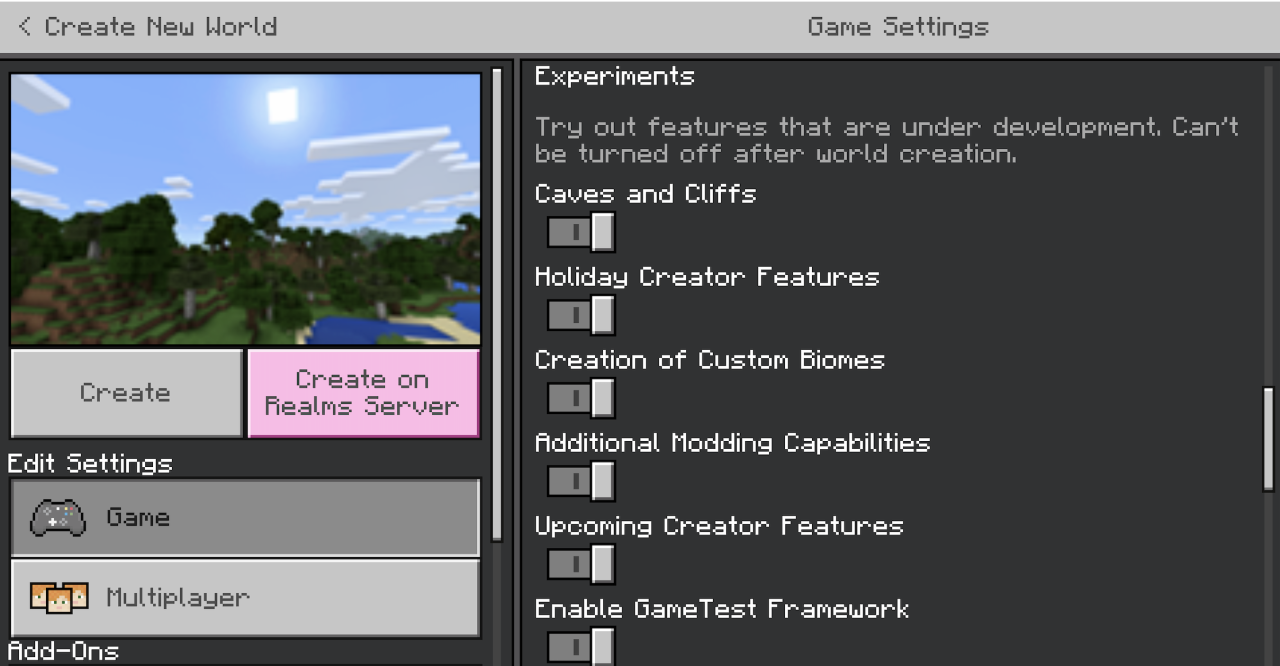 < Create New World
Game Settings
Create
Create on
Realms Server
Edit Settings
Game
Multiplayer
Add-Ons
Experiments
Try out features that are under development. Can't
be turned off after world creation.
Caves and Cliffs
Holiday Creator Features
Creation of Custom Biomes
Additional Modding Capabilities
Upcoming Creator Features
Enable GameTest Framework